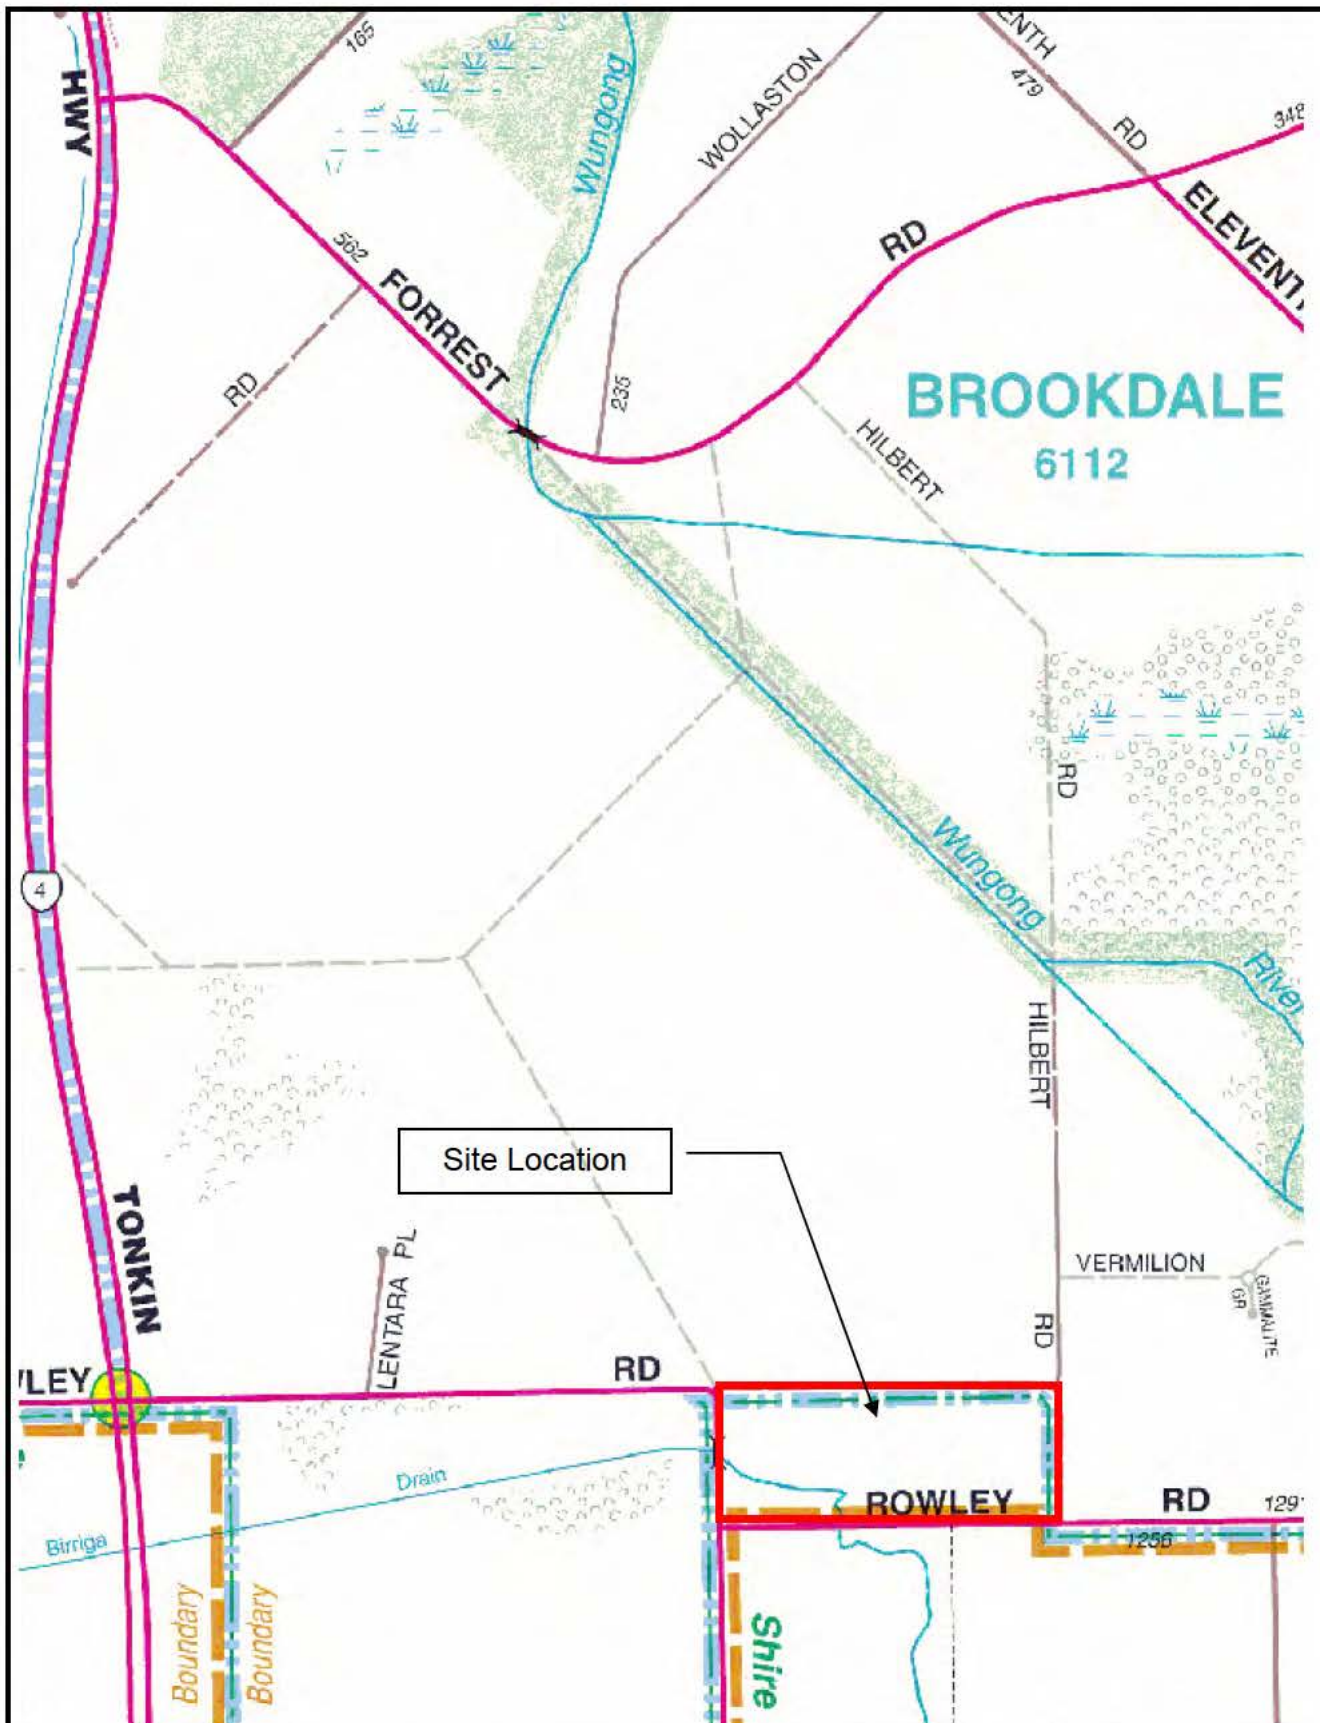 165
ENTH
479
RD
348
HWY
Wungong
WOLLASTON
562
FORREST
RD
ELEVENTH
RD
235
HILBERT
BROOKDALE
6112
RD
4
Wungong
River
HILBERT
Site Location
TONKIN
LENTARA PL
VERMILION
GAMMALITE
GR
RD
WLEY
RD
Drain
ROWLEY
RD
129
1256
Birriga
Boundary
Boundary
Shire